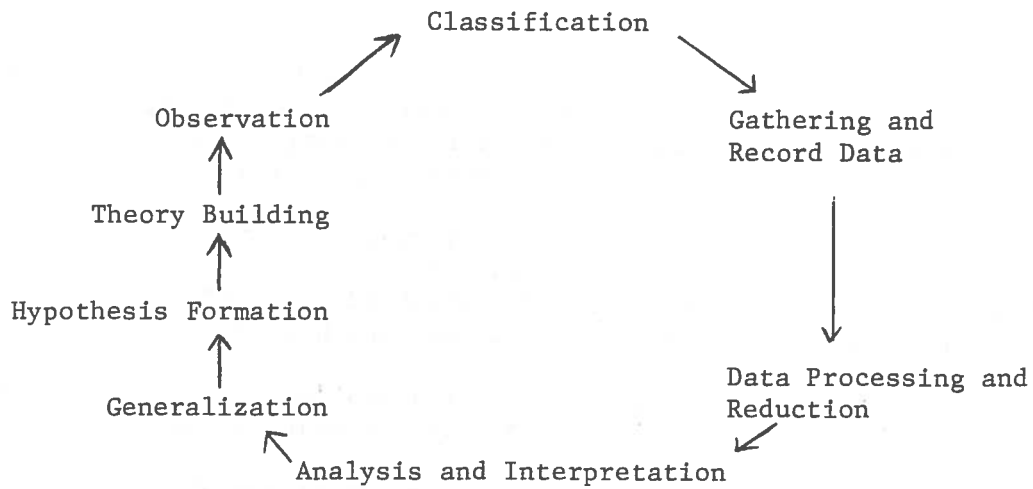 Classification
Observation
Gathering and
Record Data
Theory Building
Hypothesis Formation
Data Processing and
Reduction
Generalization
Analysis and Interpretation